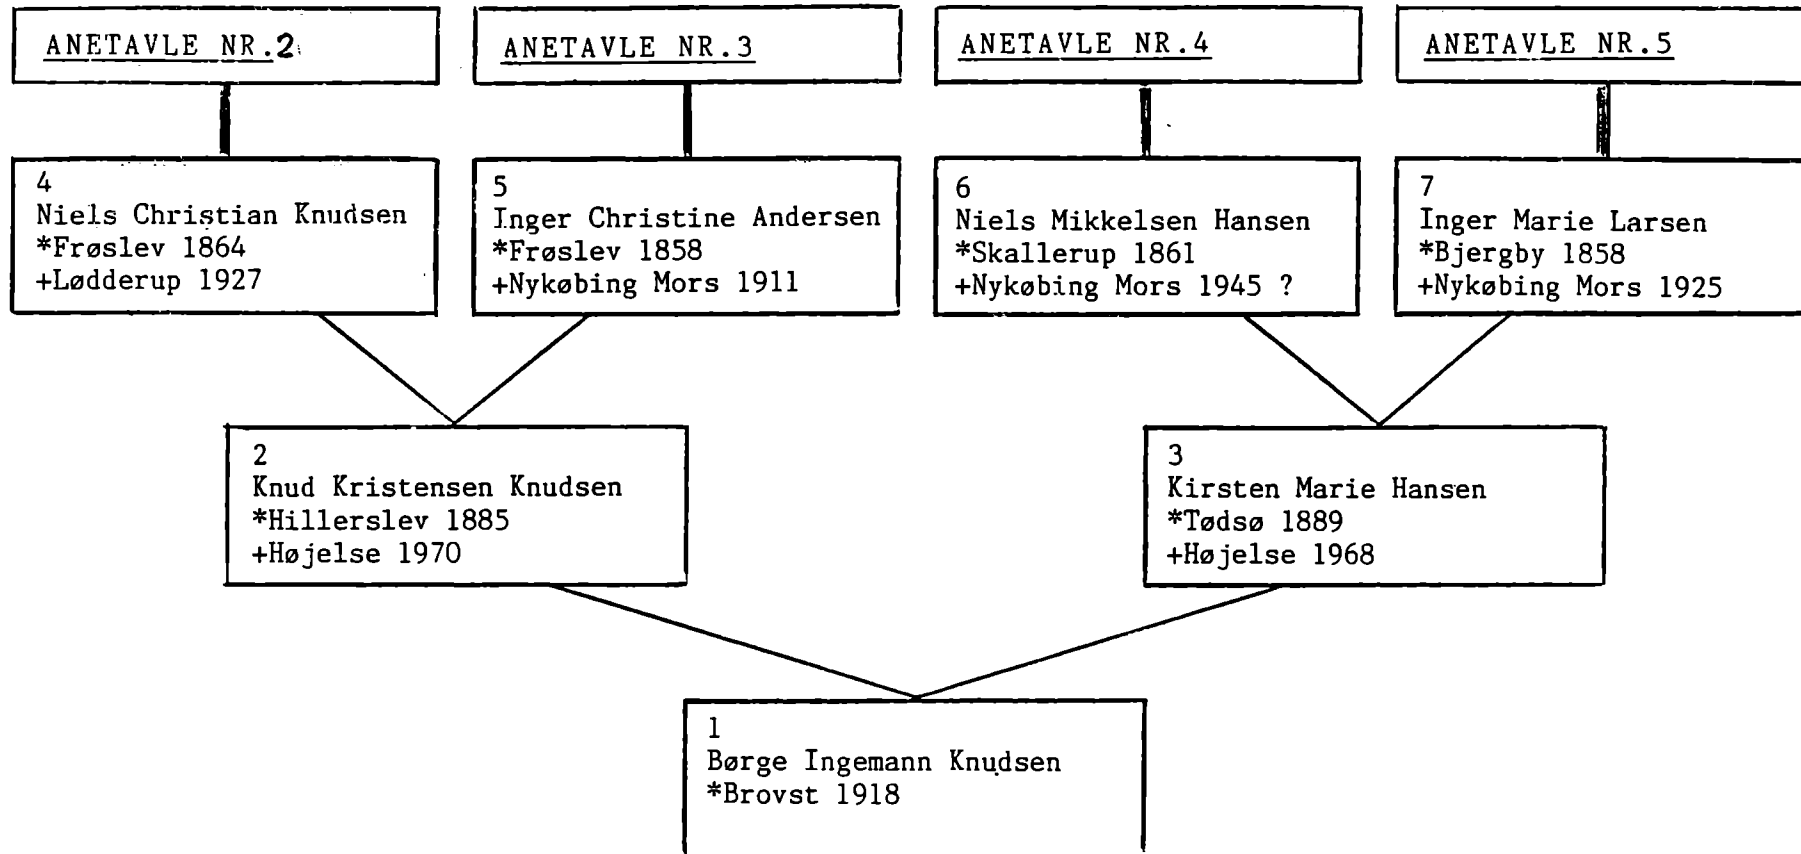 ANETAVLE NR.2
ANETAVLE NR.3
ANETAVLE NR.4
ANETAVLE NR.5
4
Niels Christian Knudsen
*Frøslev 1864
+Lødderup 1927
5
Inger Christine Andersen
*Frøslev 1858
+Nykøbing Mors 1911
6
Niels Mikkelsen Hansen
*Skallerup 1861
+Nykøbing Mors 1945 ?
7
Inger Marie Larsen
*Bjergby 1858
+Nykøbing Mors 1925
2
Knud Kristensen Knudsen
*Hillerslev 1885
+Højelse 1970
3
Kirsten Marie Hansen
*Tødsø 1889
+Højelse 1968
1
Børge Ingemann Knudsen
*Brovst 1918